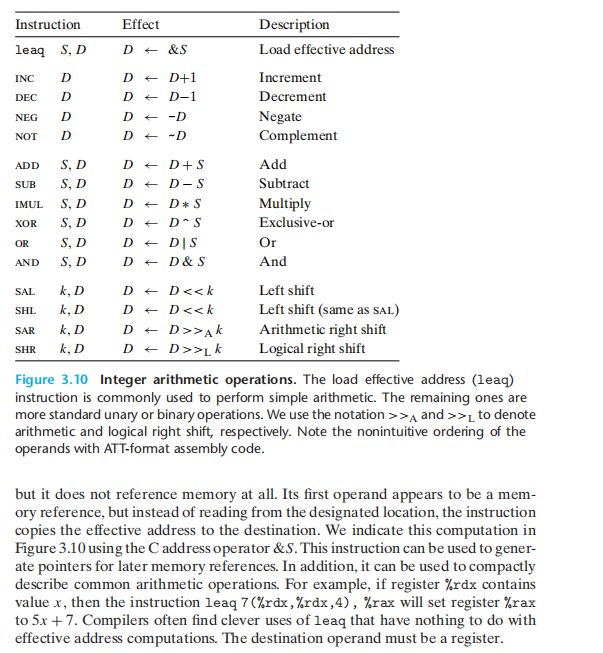 Instruction Effect Description
leaq S, D D ← &S Load effective address
INC D D ← D+1 Increment
DEC D D ← D−1 Decrement
NEG D D ← -D Negate
NOT D D ← ~D Complement
ADD S, D D ← D + S Add
SUB S, D D ← D − S Subtract
IMUL S, D D ← D * S Multiply
XOR S, D D ← D ^ S Exclusive-or
OR S, D D ← D | S Or
AND S, D D ← D & S And
SAL k, D D ← D << k Left shift
SHL k, D D ← D << k Left shift (same as SAL)
SAR k, D D ← D >>A k Arithmetic right shift
SHR k, D D ← D >>L k Logical right shift
Figure 3.10 Integer arithmetic operations. The load effective address (leaq)
instruction is commonly used to perform simple arithmetic. The remaining ones are
more standard unary or binary operations. We use the notation >>A and >>L to denote
arithmetic and logical right shift, respectively. Note the nonintuitive ordering of the
operands with ATT-format assembly code.
but it does not reference memory at all. Its first operand appears to be a mem-
ory reference, but instead of reading from the designated location, the instruction
copies the effective address to the destination. We indicate this computation in
Figure 3.10 using the C address operator &S. This instruction can be used to gener-
ate pointers for later memory references. In addition, it can be used to compactly
describe common arithmetic operations. For example, if register %rdx contains
value x, then the instruction leaq 7(%rdx,%rdx,4), %rax will set register %rax
to 5x + 7. Compilers often find clever uses of leaq that have nothing to do with
effective address computations. The destination operand must be a register.